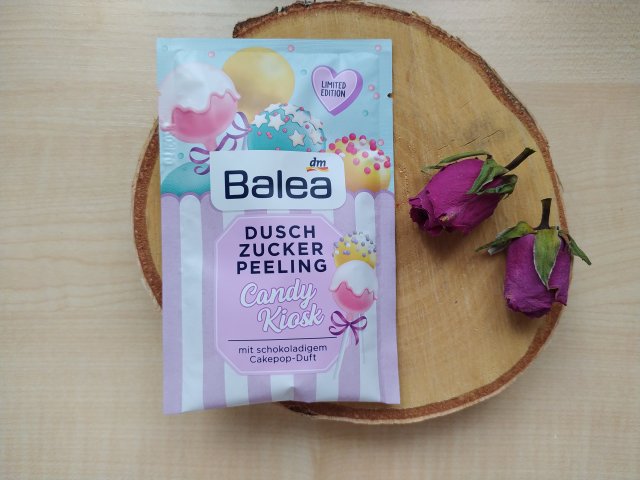 LIMITED
EDITION
dm
Balea
DUSCH
ZUCKER
PEELING
Candy
Kiosk
mit schokoladigem
Cakepop-Duft